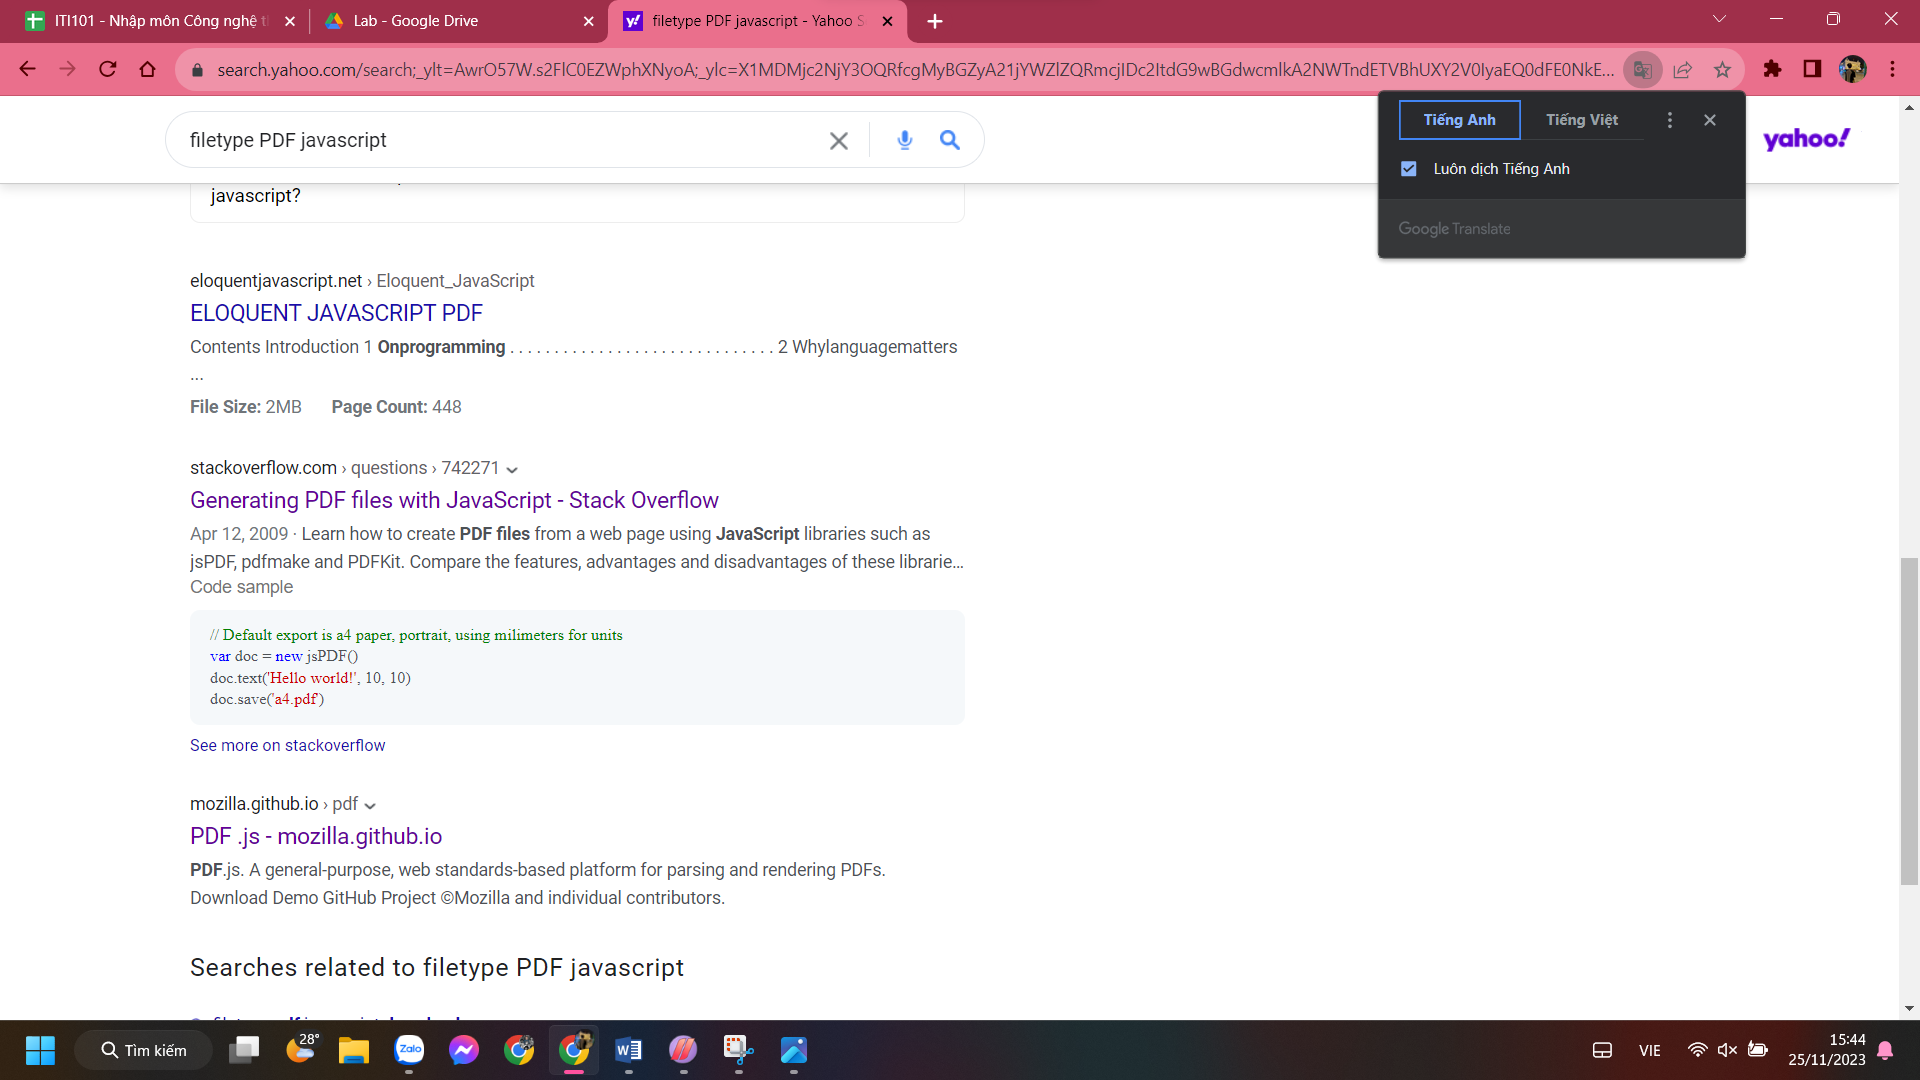 ITI101 - Nhập môn Công nghệ t
Lab - Google Drive
filetype PDF javascript - Yahoo S
search.yahoo.com/search;_ylt=AwrO57W.s2FlC0EZWphXNyoA;_ylc=X1MDMjc2NjY3OQRfcgMyBGZyA21jYWZlZQRmcjIDc2ItdG9wBGdwcmlkA2NWTndETVBhUXY2V0IyaEQ0dFE0NkE...
filetype PDF javascript
Tiếng Anh
Tiếng Việt
Luôn dịch Tiếng Anh
Google Translate
yahoo!
javascript?
eloquentjavascript.net › Eloquent_JavaScript
ELOQUENT JAVASCRIPT PDF
Contents Introduction 1 Onprogramming . . . . . . . . . . . . . . . . . . . . . . . . . . . . . . 2 Whylanguagematters
...
File Size: 2MB Page Count: 448
stackoverflow.com › questions › 742271
Generating PDF files with JavaScript - Stack Overflow
Apr 12, 2009 · Learn how to create PDF files from a web page using JavaScript libraries such as
jsPDF, pdfmake and PDFKit. Compare the features, advantages and disadvantages of these librarie...
Code sample
// Default export is a4 paper, portrait, using milimeters for units
var doc = new jsPDF()
doc.text('Hello world!', 10, 10)
doc.save('a4.pdf')
See more on stackoverflow
mozilla.github.io › pdf
PDF .js - mozilla.github.io
PDF.js. A general-purpose, web standards-based platform for parsing and rendering PDFs.
Download Demo GitHub Project ©Mozilla and individual contributors.
Searches related to filetype PDF javascript
28°
Tìm kiếm
Zalo
VIE
15:44
25/11/2023